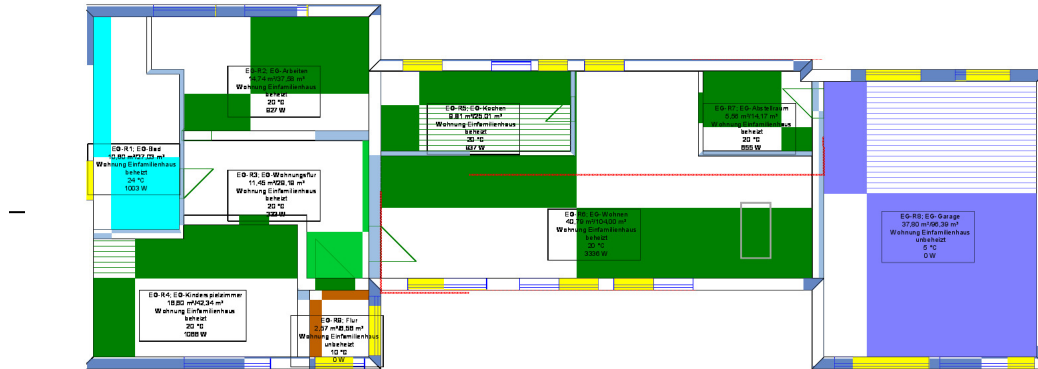 EG-R2; EG-Arbeiten
14,74 m²/37,58 m³
Wohnung Einfamilienhaus
beheizt
20 °C
827 W
EG-R5; EG-Kochen
9,81 m²/25,01 m³
Wohnung Einfamilienhaus
beheizt
20 °C
637 W
EG-R7; EG-Abstellraum
5,56 m²/14,17 m³
Wohnung Einfamilienhaus
beheizt
20 °C
EG-R1; EG-Bad
10,60 m²/27,03 m³
Wohnung Einfamilienhaus
beheizt
24 °C
1003 W
EG-R3; EG-Wohnungsflur
11,45 m²/29,19 m³
Wohnung Einfamilienhaus
beheizt
20 °C
EG-R6; EG-Wohnen
40,79 m²/104,00 m³
Wohnung Einfamilienhaus
beheizt
20 °C
3336 W
EG-R8; EG-Garage
37,80 m²/96,39 m³
Wohnung Einfamilienhaus
unbeheizt
5 °C
0 W
EG-R4; EG-Kinderspielzimmer
16,60 m²/42,34 m³
Wohnung Einfamilienhaus
beheizt
20 °C
1088 W
EG-R9; Flur
2,57 m²/6,56 m³
Wohnung Einfamilienhaus
unbeheizt
10 °C
0 W